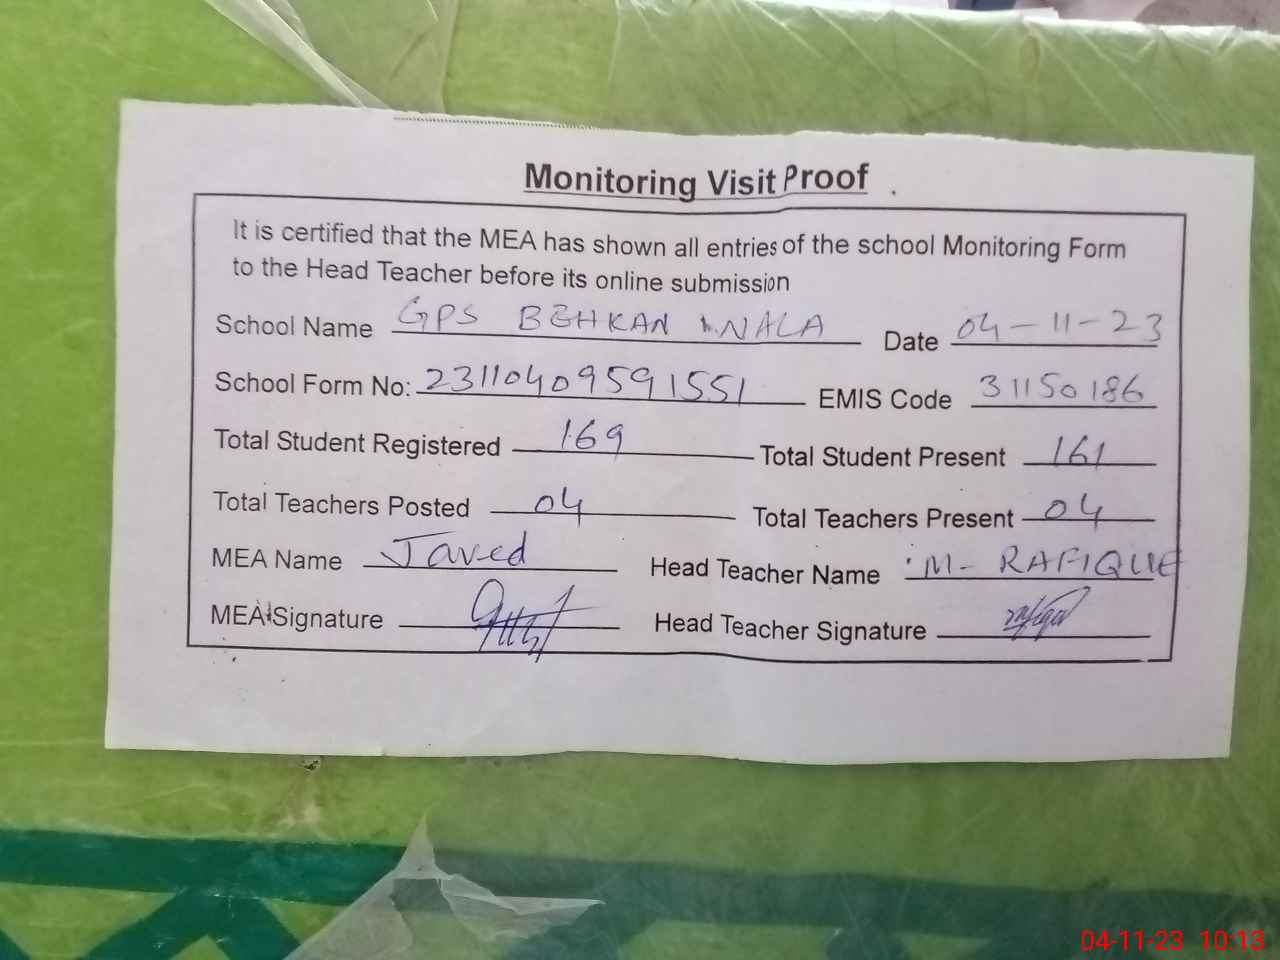 Monitoring Visit Proof
It is certified that the MEA has shown all entries of the school Monitoring Form
to the Head Teacher before its online submission
School Name GPS BEHKAN WALA Date 04-11-23
School Form No: 23110409591551 EMIS Code 31150186
Total Student Registered 169 Total Student Present 161
Total Teachers Posted 04 Total Teachers Present 04
MEA Name Javed Head Teacher Name M- RAFIQUE
MEA Signature Head Teacher Signature
04-11-23 10:13